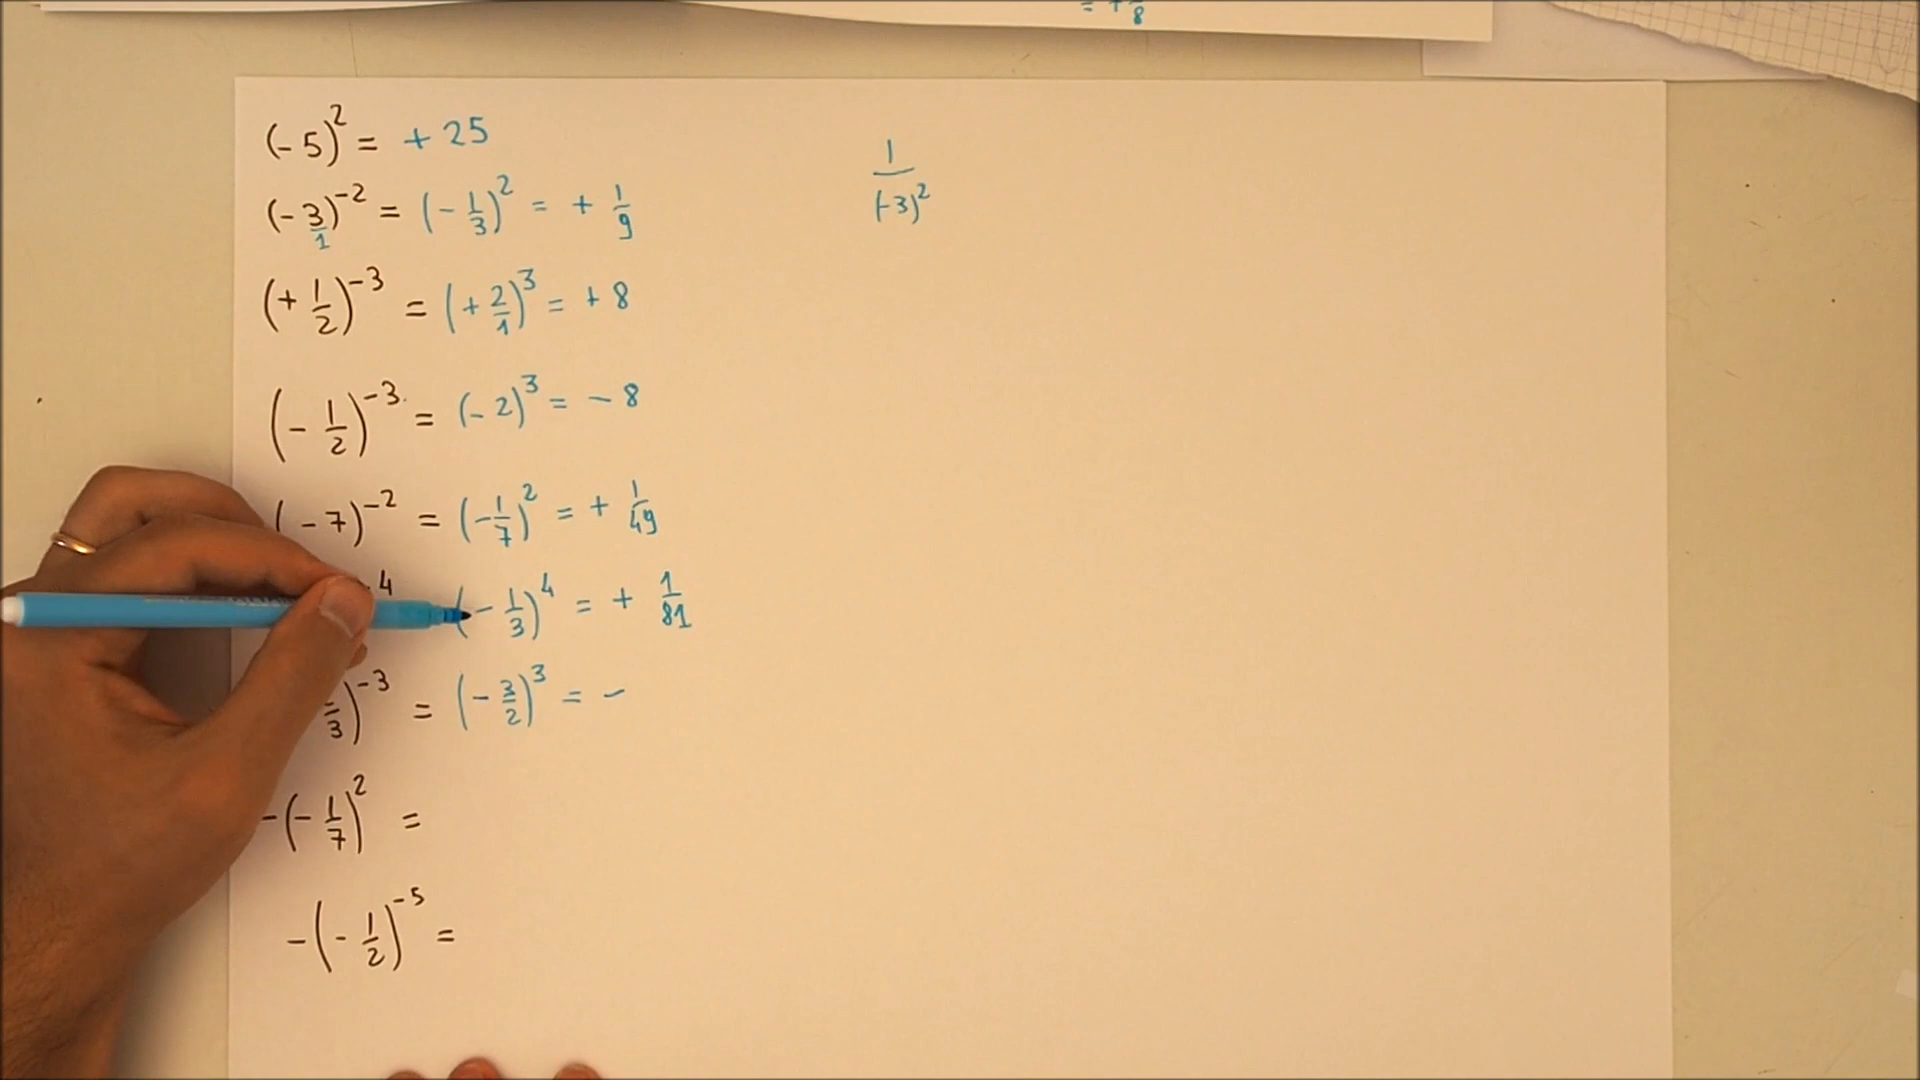 = +
8
(-5)² = + 25
(-3/1)⁻² = (-1/3)² = + 1/9
1/(-3)²
(+1/2)⁻³ = (+2/1)³ = + 8
(-1/2)⁻³ = (-2)³ = - 8
(-7)⁻² = (-1/7)² = + 1/49
4 (-1/3)⁴ = + 1/81
3)⁻³ = (-3/2)³ = -
-(-1/7)² =
-(-1/2)⁻⁵ =